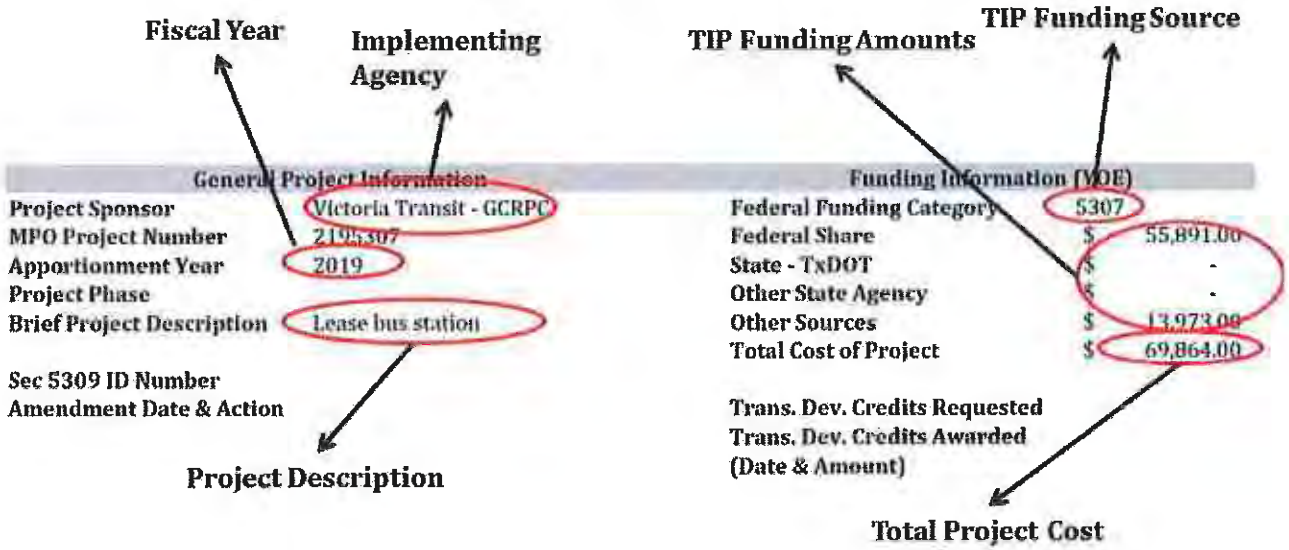 Fiscal Year
Implementing
Agency
TIP Funding Amounts
TIP Funding Source
General Project Information
Project Sponsor Victoria Transit - GCRPC
MPO Project Number 2195307
Apportionment Year 2019
Project Phase
Brief Project Description Lease bus station
Sec 5309 ID Number
Amendment Date & Action
Project Description
Funding Information (YOE)
Federal Funding Category 5307
Federal Share $ 55,891.00
State - TxDOT $ -
Other State Agency $ -
Other Sources $ 13,973.00
Total Cost of Project $ 69,864.00
Trans. Dev. Credits Requested
Trans. Dev. Credits Awarded
(Date & Amount)
Total Project Cost